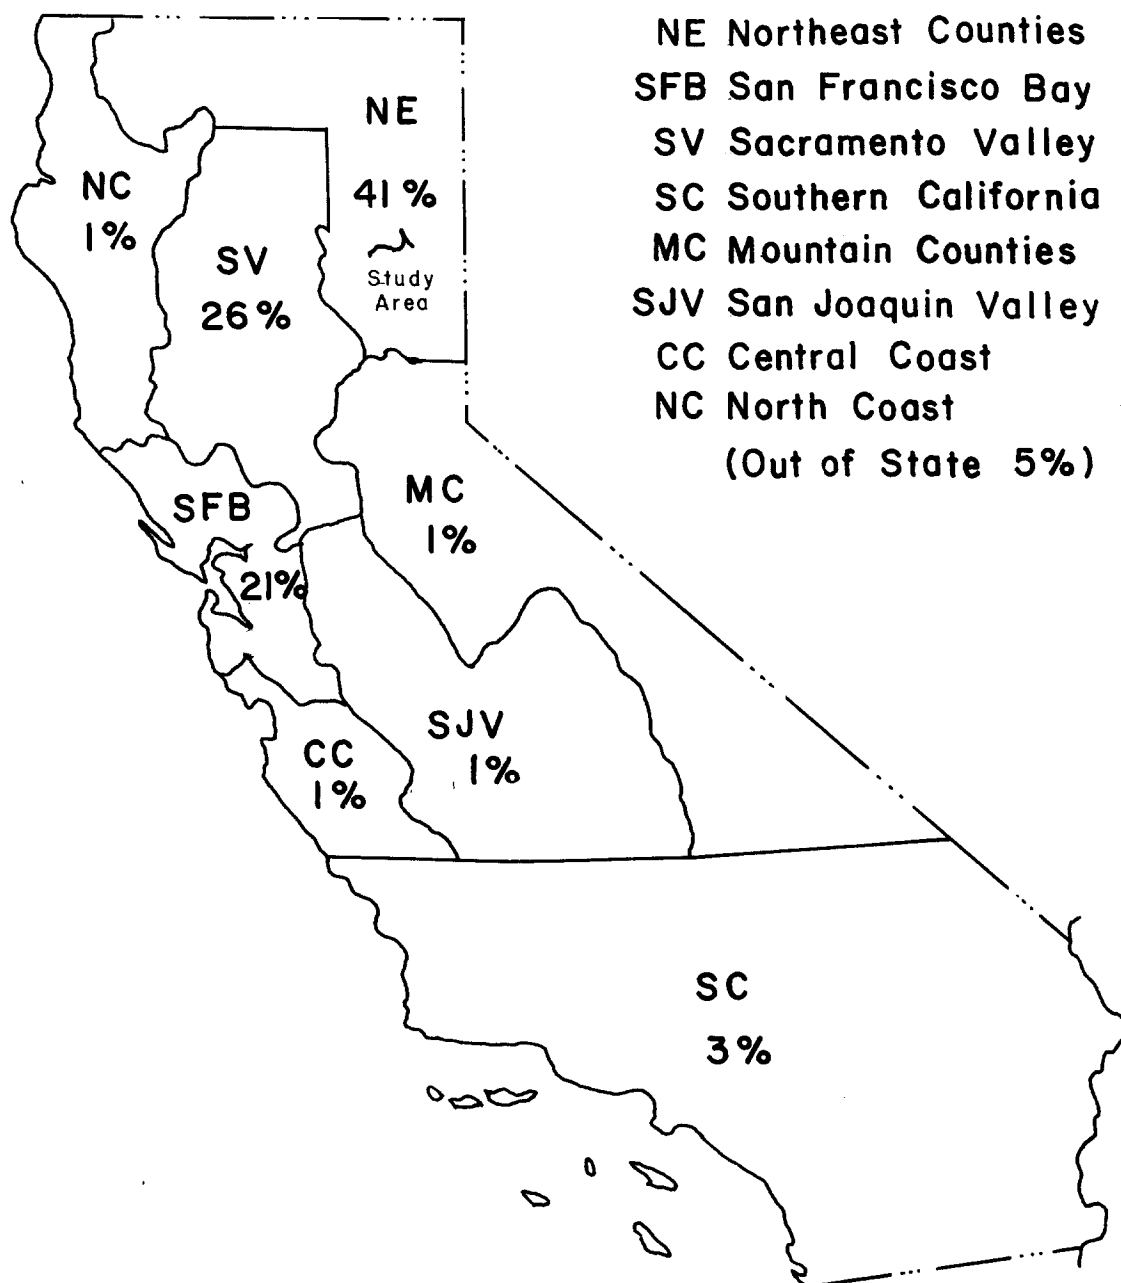 NE Northeast Counties
SFB San Francisco Bay
SV Sacramento Valley
SC Southern California
MC Mountain Counties
SJV San Joaquin Valley
CC Central Coast
NC North Coast
(Out of State 5%)
NE
41%
Study
Area
NC
1%
SV
26%
SFB
21%
MC
1%
SJV
1%
CC
1%
SC
3%